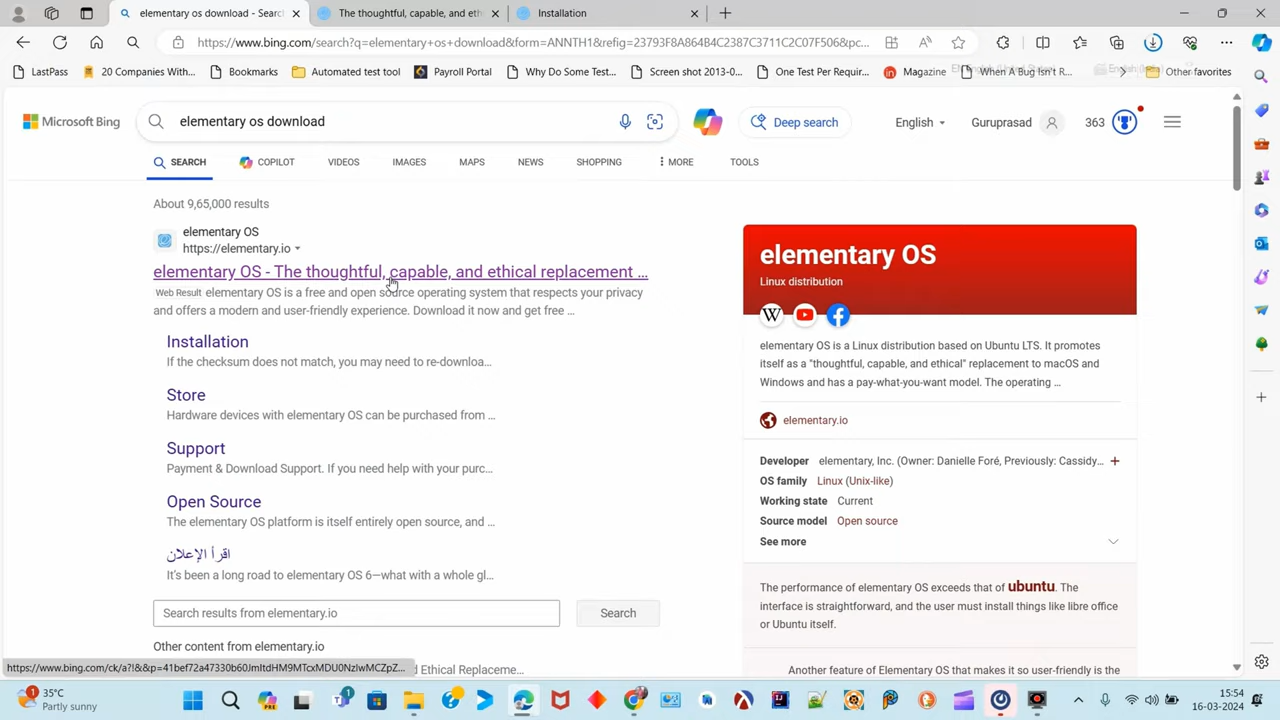 elementary os download - Searc
The thoughtful, capable, and eth
Installation
https://www.bing.com/search?q=elementary+os+download&form=ANNTH1&refig=23793F8A864B4C2387C3711C2C07F506&pc...
LastPass
20 Companies With...
Bookmarks
Automated test tool
Payroll Portal
Why Do Some Test...
Screen shot 2013-0...
One Test Per Requir...
Magazine
When A Bug Isn't R...
Other favorites
Microsoft Bing
elementary os download
Deep search
English
Guruprasad
363
SEARCH
COPILOT
VIDEOS
IMAGES
MAPS
NEWS
SHOPPING
MORE
TOOLS
About 9,65,000 results
elementary OS
https://elementary.io
elementary OS - The thoughtful, capable, and ethical replacement ...
Web Result elementary OS is a free and open source operating system that respects your privacy
and offers a modern and user-friendly experience. Download it now and get free ...
Installation
If the checksum does not match, you may need to re-downloa...
Store
Hardware devices with elementary OS can be purchased from ...
Support
Payment & Download Support. If you need help with your purc...
Open Source
The elementary OS platform is itself entirely open source, and ...
اقرأ الإعلان
It's been a long road to elementary OS 6—what with a whole gl...
Search results from elementary.io
Search
Other content from elementary.io
d Ethical Replaceme...
https://www.bing.com/ck/a?!&&p=41bef72a47330b60JmltdHM9MTcxMDU0NzIwMCZpZ...
elementary OS
Linux distribution
W
elementary OS is a Linux distribution based on Ubuntu LTS. It promotes
itself as a "thoughtful, capable, and ethical" replacement to macOS and
Windows and has a pay-what-you-want model. The operating ...
elementary.io
Developer elementary, Inc. (Owner: Danielle Foré, Previously: Cassidy...
OS family Linux (Unix-like)
Working state Current
Source model Open source
See more
The performance of elementary OS exceeds that of ubuntu. The
interface is straightforward, and the user must install things like libre office
or Ubuntu itself.
Another feature of Elementary OS that makes it so user-friendly is the
35°C
Partly sunny
15:54
16-03-2024